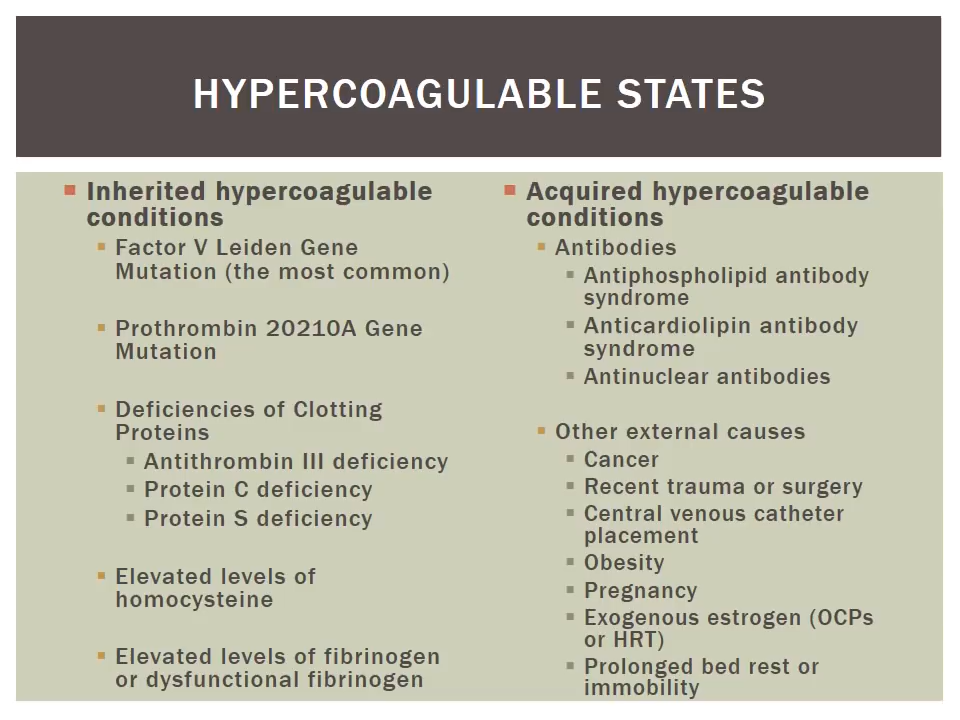 HYPERCOAGULABLE STATES
Inherited hypercoagulable
conditions
Factor V Leiden Gene
Mutation (the most common)
Prothrombin 20210A Gene
Mutation
Deficiencies of Clotting
Proteins
Antithrombin III deficiency
Protein C deficiency
Protein S deficiency
Elevated levels of
homocysteine
Elevated levels of fibrinogen
or dysfunctional fibrinogen
Acquired hypercoagulable
conditions
Antibodies
Antiphospholipid antibody
syndrome
Anticardiolipin antibody
syndrome
Antinuclear antibodies
Other external causes
Cancer
Recent trauma or surgery
Central venous catheter
placement
Obesity
Pregnancy
Exogenous estrogen (OCPs
or HRT)
Prolonged bed rest or
immobility